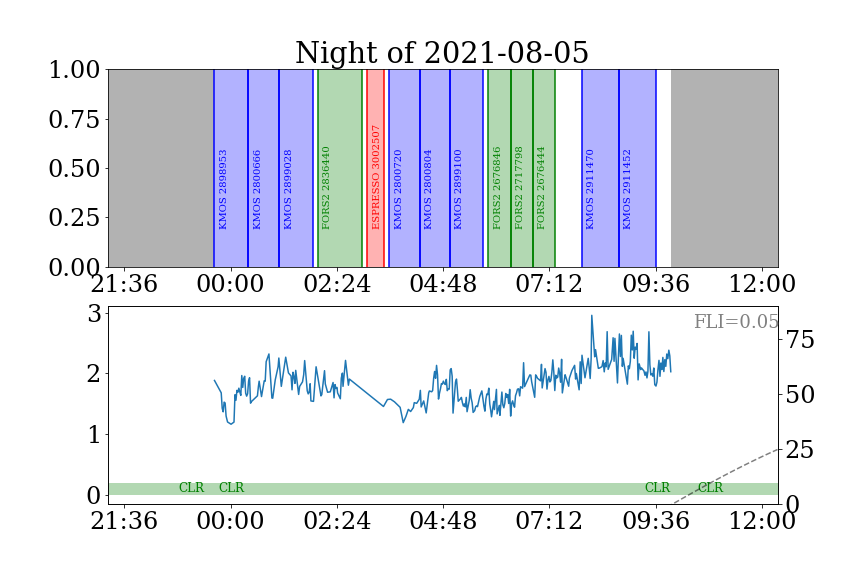 Night of 2021-08-05
1.00
0.75
0.50
0.25
0.00
KMOS 2898953
KMOS 2800666
KMOS 2899028
FORS2 2836440
ESPRESSO 3002507
KMOS 2800720
KMOS 2800804
KMOS 2899100
FORS2 2676846
FORS2 2717798
FORS2 2676444
KMOS 2911470
KMOS 2911452
21:36 00:00 02:24 04:48 07:12 09:36 12:00
3
2
1
0
FLI=0.05
75
50
25
0
CLR CLR CLR CLR
21:36 00:00 02:24 04:48 07:12 09:36 12:00